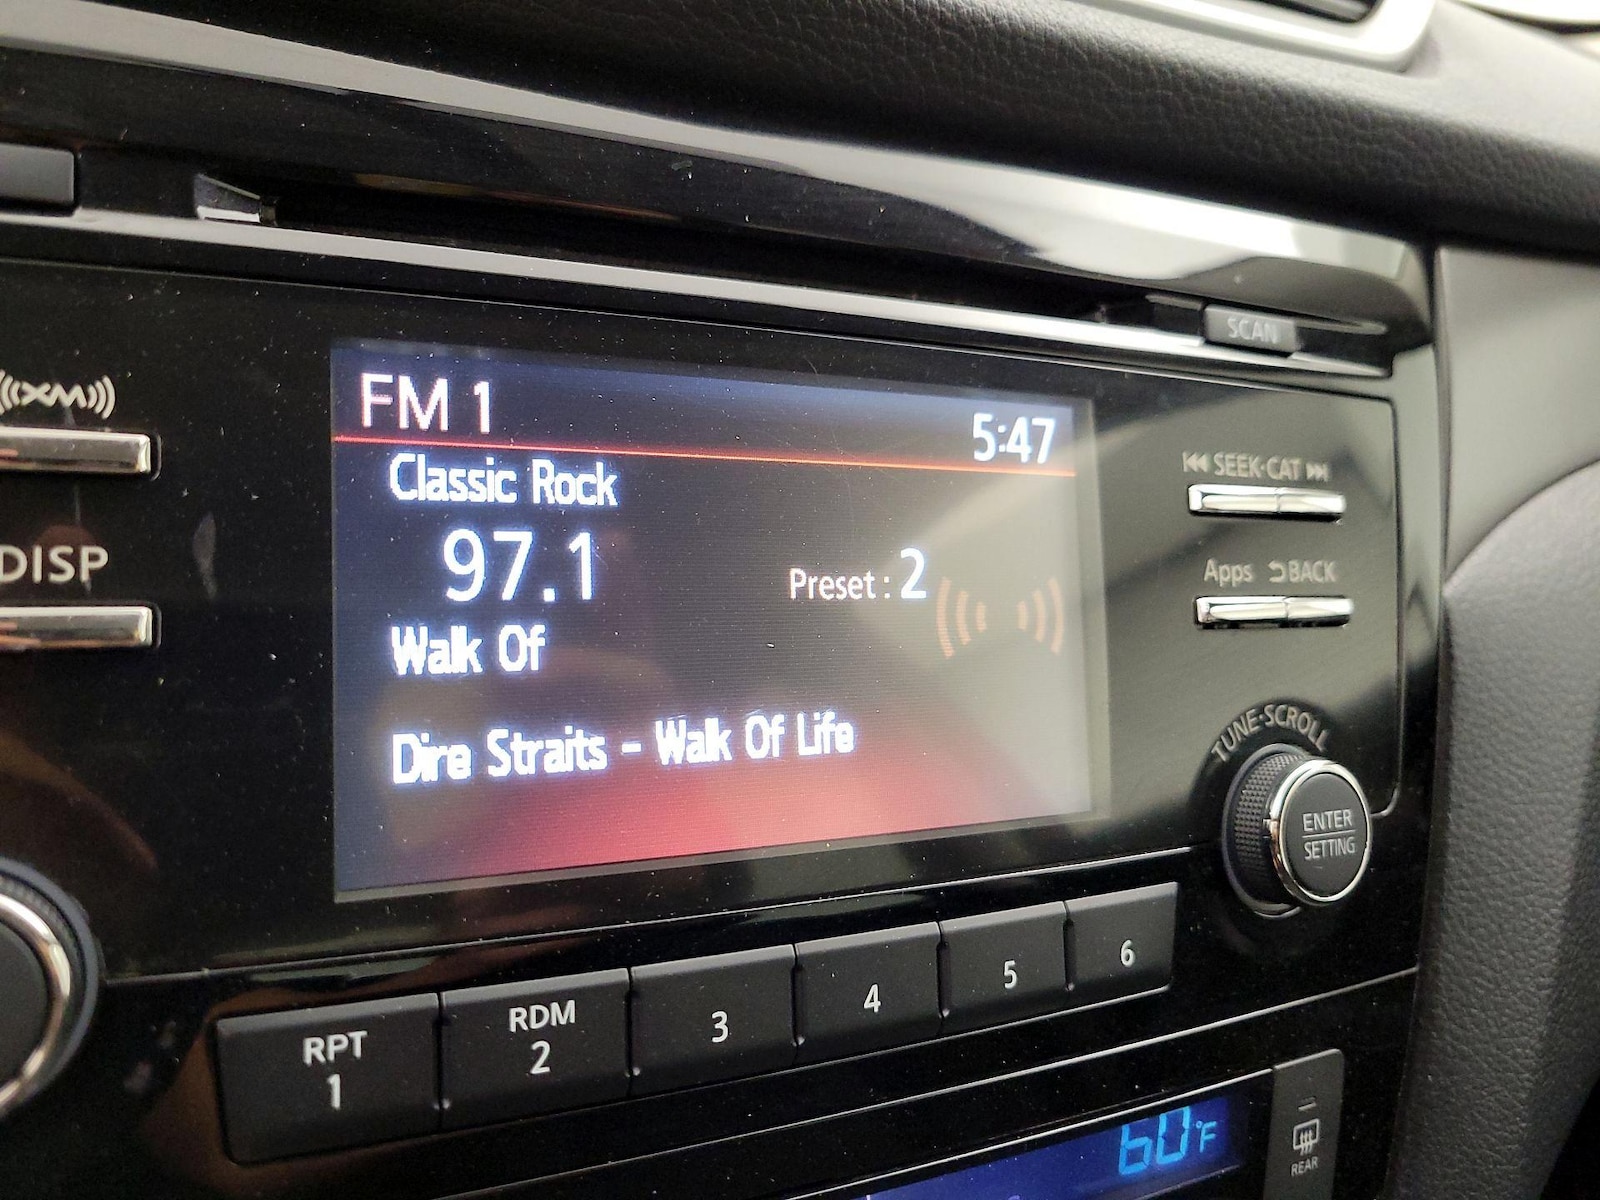 SCAN
((XM))
FM 1
5:47
SEEK·CAT
Classic Rock
97.1
Preset: 2
Apps BACK
DISP
Walk Of
Dire Straits - Walk Of Life
TUNE·SCROLL
ENTER
SETTING
RPT
1
RDM
2
3
4
5
6
60°F
REAR